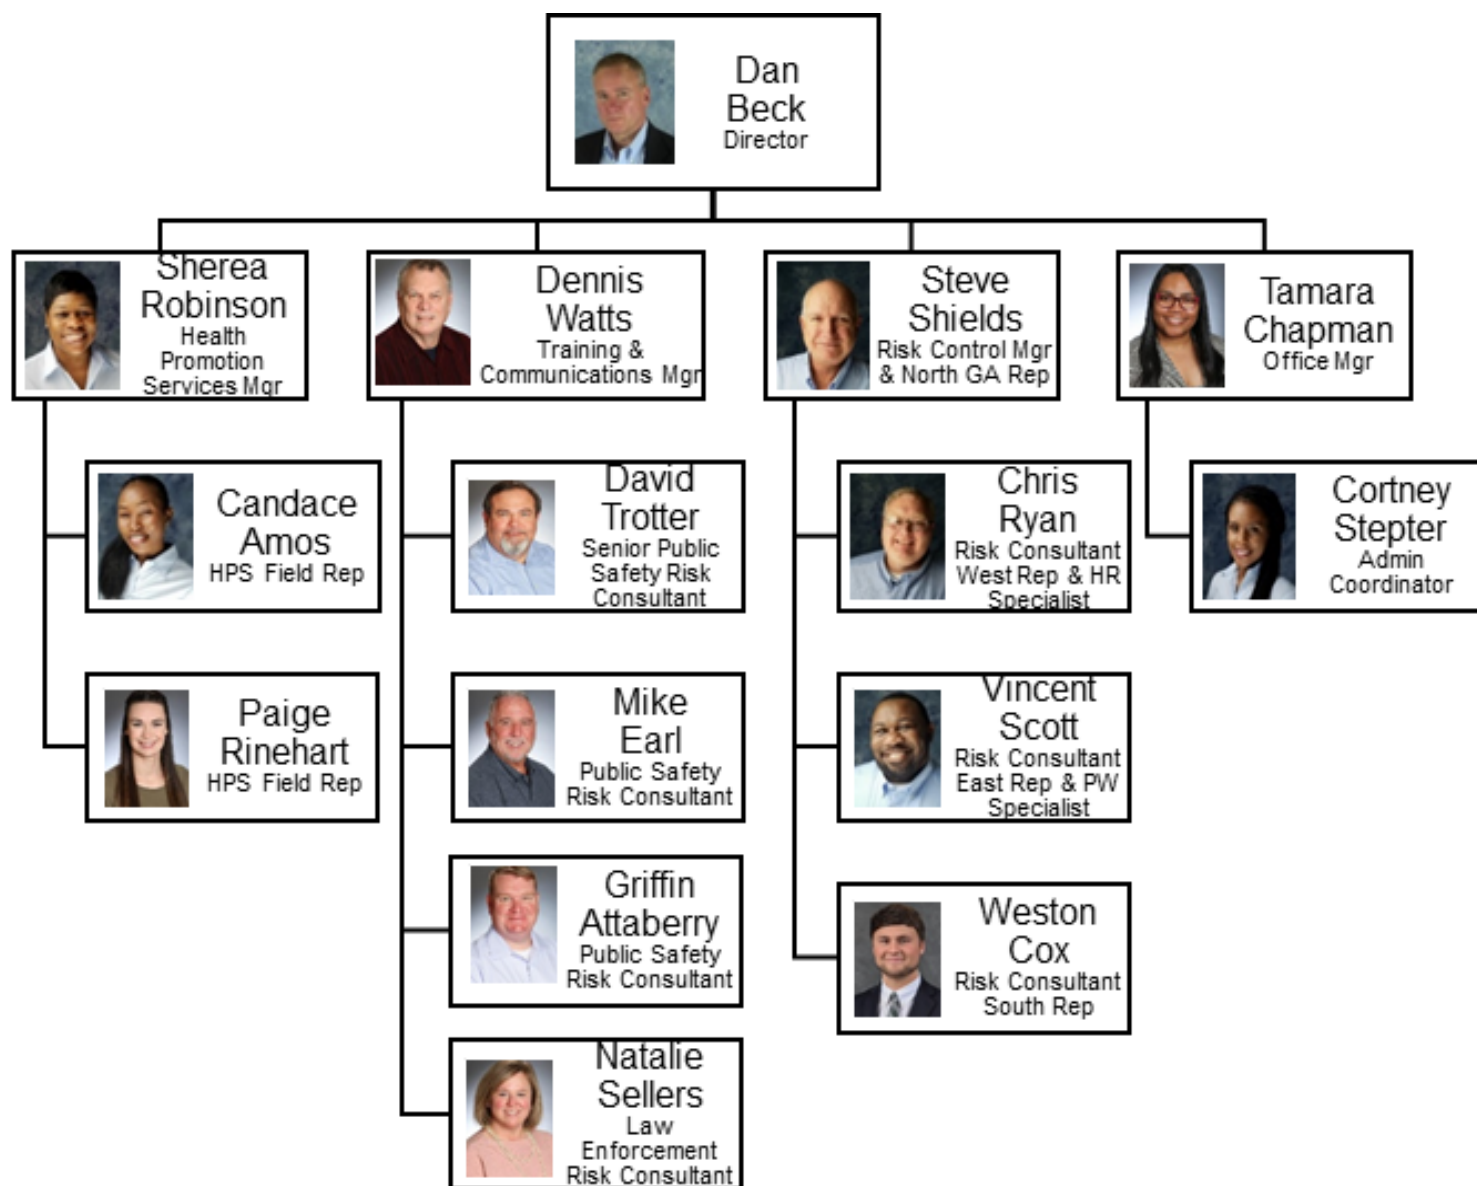 Dan
Beck
Director
Sherea
Robinson
Health
Promotion
Services Mgr
Dennis
Watts
Training &
Communications Mgr
Steve
Shields
Risk Control Mgr
& North GA Rep
Tamara
Chapman
Office Mgr
Candace
Amos
HPS Field Rep
David
Trotter
Senior Public
Safety Risk
Consultant
Chris
Ryan
Risk Consultant
West Rep & HR
Specialist
Cortney
Stepter
Admin
Coordinator
Paige
Rinehart
HPS Field Rep
Mike
Earl
Public Safety
Risk Consultant
Vincent
Scott
Risk Consultant
East Rep & PW
Specialist
Griffin
Attaberry
Public Safety
Risk Consultant
Weston
Cox
Risk Consultant
South Rep
Natalie
Sellers
Law
Enforcement
Risk Consultant